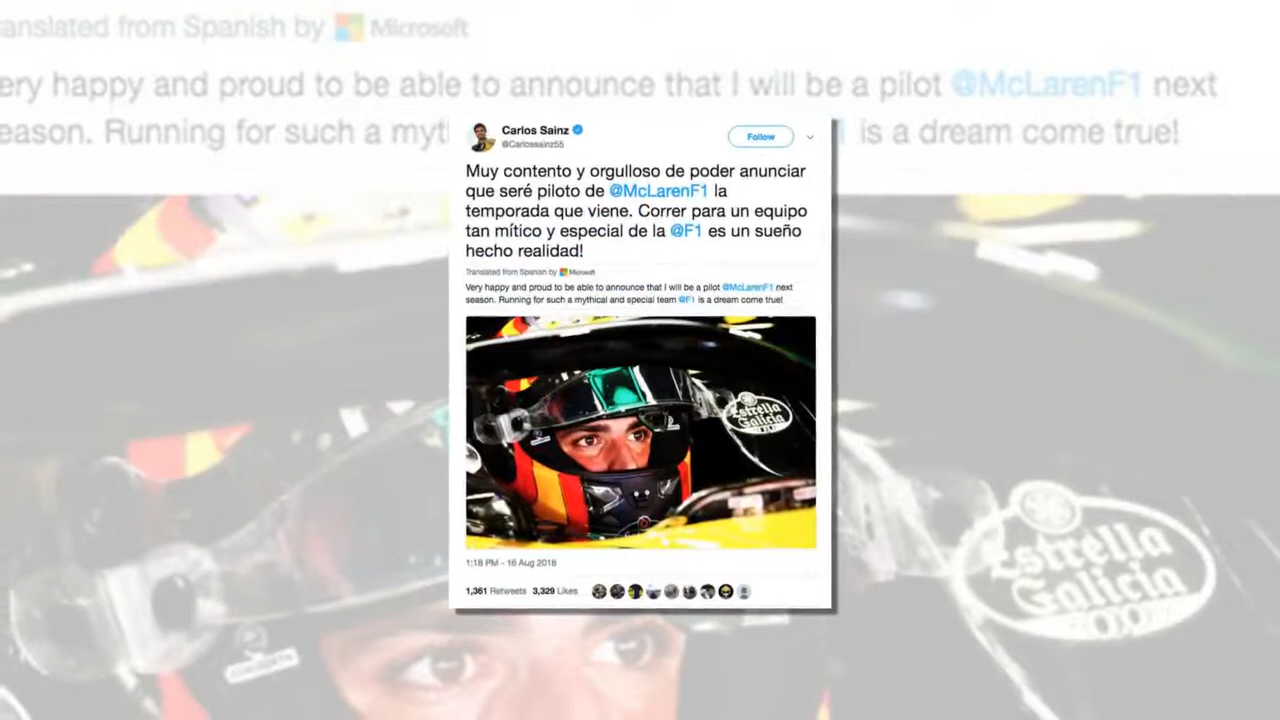 anslated from Spanish by Microsoft
ery happy and proud to be able to announce that I will be a pilot @McLarenF1 next
eason. Running for such a myt is a dream come true!
Carlos Sainz
@Carlossainz55
Follow
Muy contento y orgulloso de poder anunciar
que seré piloto de @McLarenF1 la
temporada que viene. Correr para un equipo
tan mítico y especial de la @F1 es un sueño
hecho realidad!
Translated from Spanish by Microsoft
Very happy and proud to be able to announce that I will be a pilot @McLarenF1 next
season. Running for such a mythical and special team @F1 is a dream come true!
Estrella
Galicia
1:18 PM - 16 Aug 2018
1,361 Retweets 3,329 Likes
Estrella
Galicia